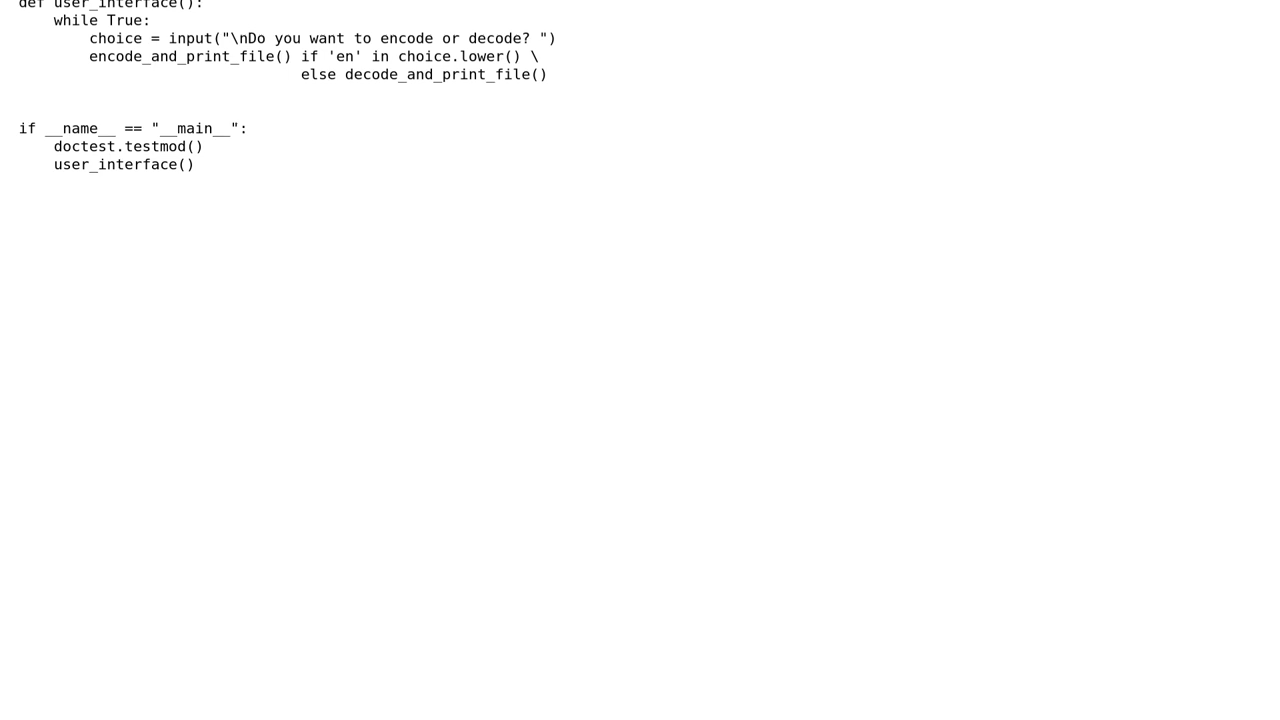 def user_interface():
    while True:
        choice = input("\nDo you want to encode or decode? ")
        encode_and_print_file() if 'en' in choice.lower() \
                                else decode_and_print_file()


if __name__ == "__main__":
    doctest.testmod()
    user_interface()